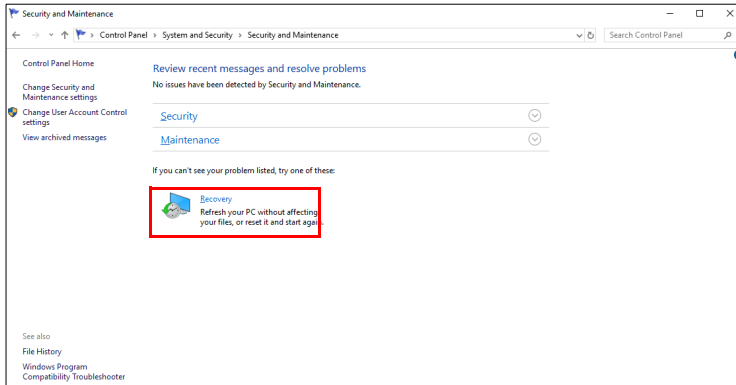 Security and Maintenance
Control Panel > System and Security > Security and Maintenance
Search Control Panel
Control Panel Home
Change Security and
Maintenance settings
Change User Account Control
settings
View archived messages
Review recent messages and resolve problems
No issues have been detected by Security and Maintenance.
Security
Maintenance
If you can't see your problem listed, try one of these:
Recovery
Refresh your PC without affecting
your files, or reset it and start again.
See also
File History
Windows Program
Compatibility Troubleshooter